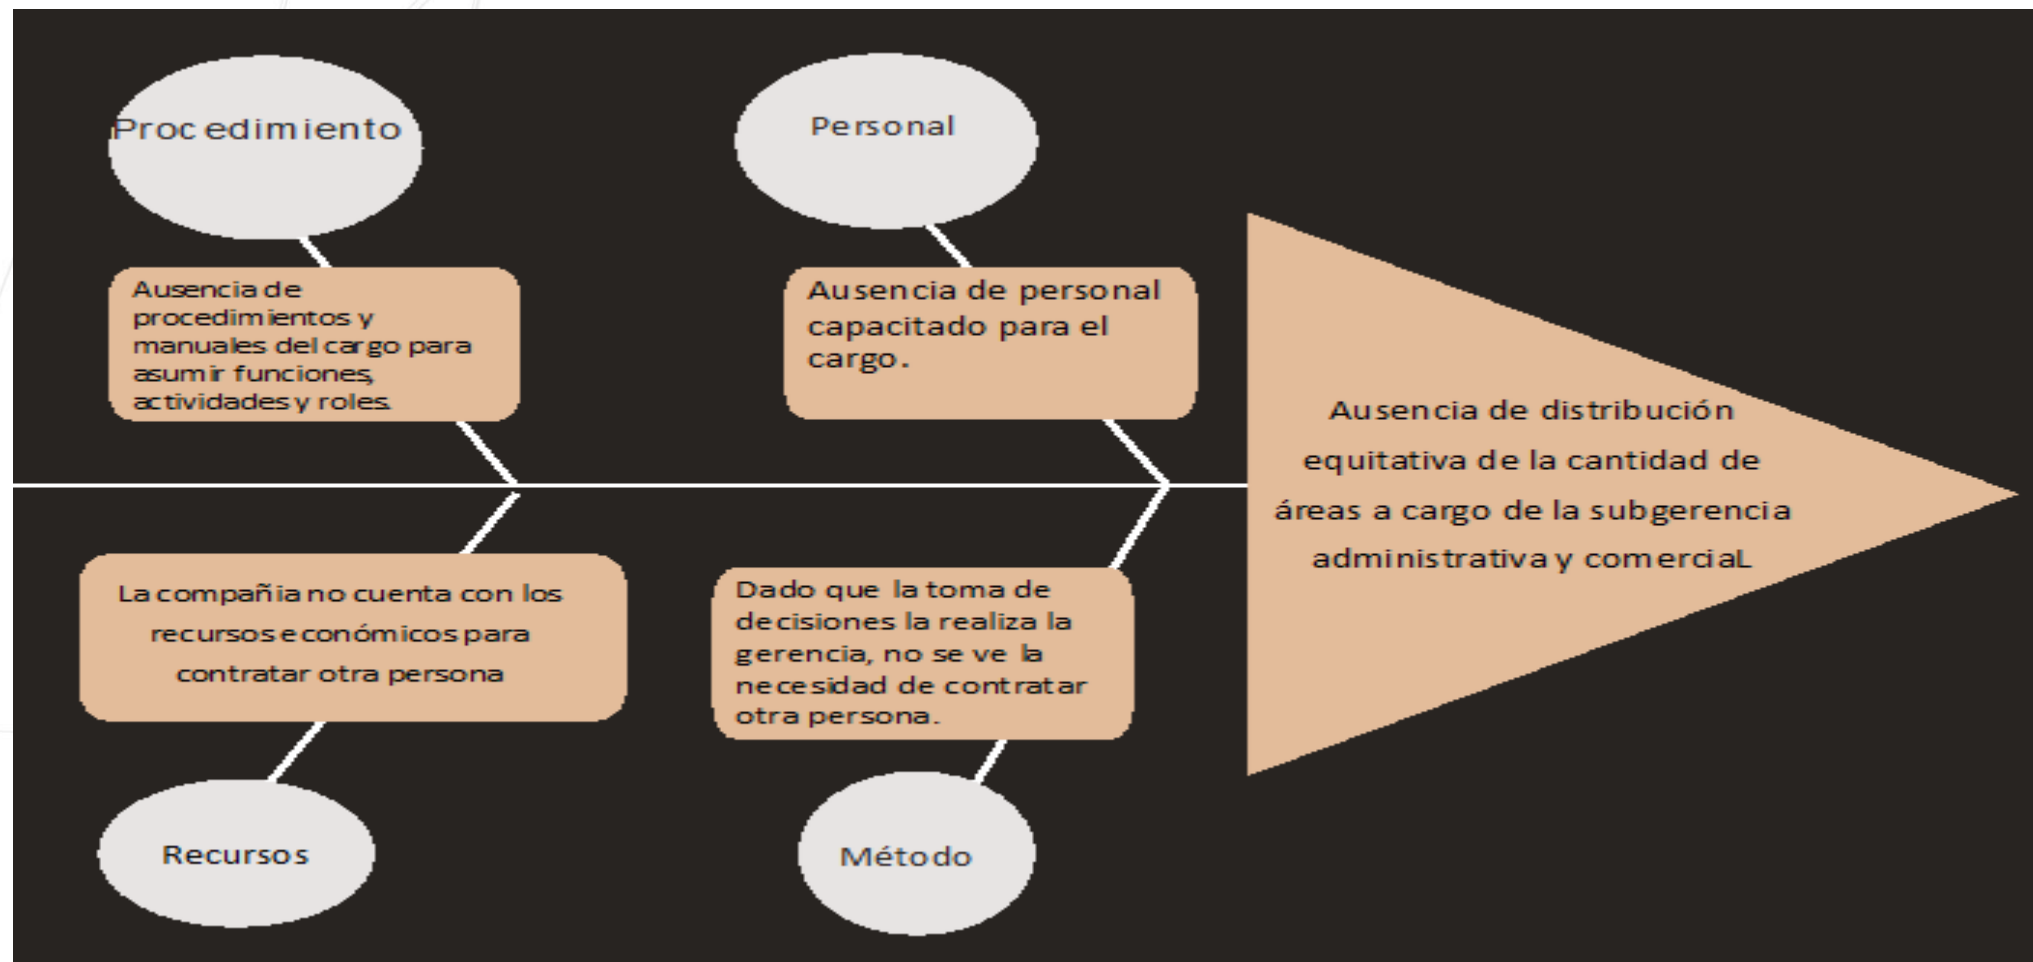 Procedimiento
Personal
Ausencia de
procedimientos y
manuales del cargo para
asumir funciones,
actividades y roles.
Ausencia de personal
capacitado para el
cargo.
Ausencia de distribución
equitativa de la cantidad de
áreas a cargo de la subgerencia
administrativa y comerciaL
La compañia no cuenta con los
recursos económicos para
contratar otra persona
Dado que la toma de
decisiones la realiza la
gerencia, no se ve la
necesidad de contratar
otra persona.
Recursos
Método